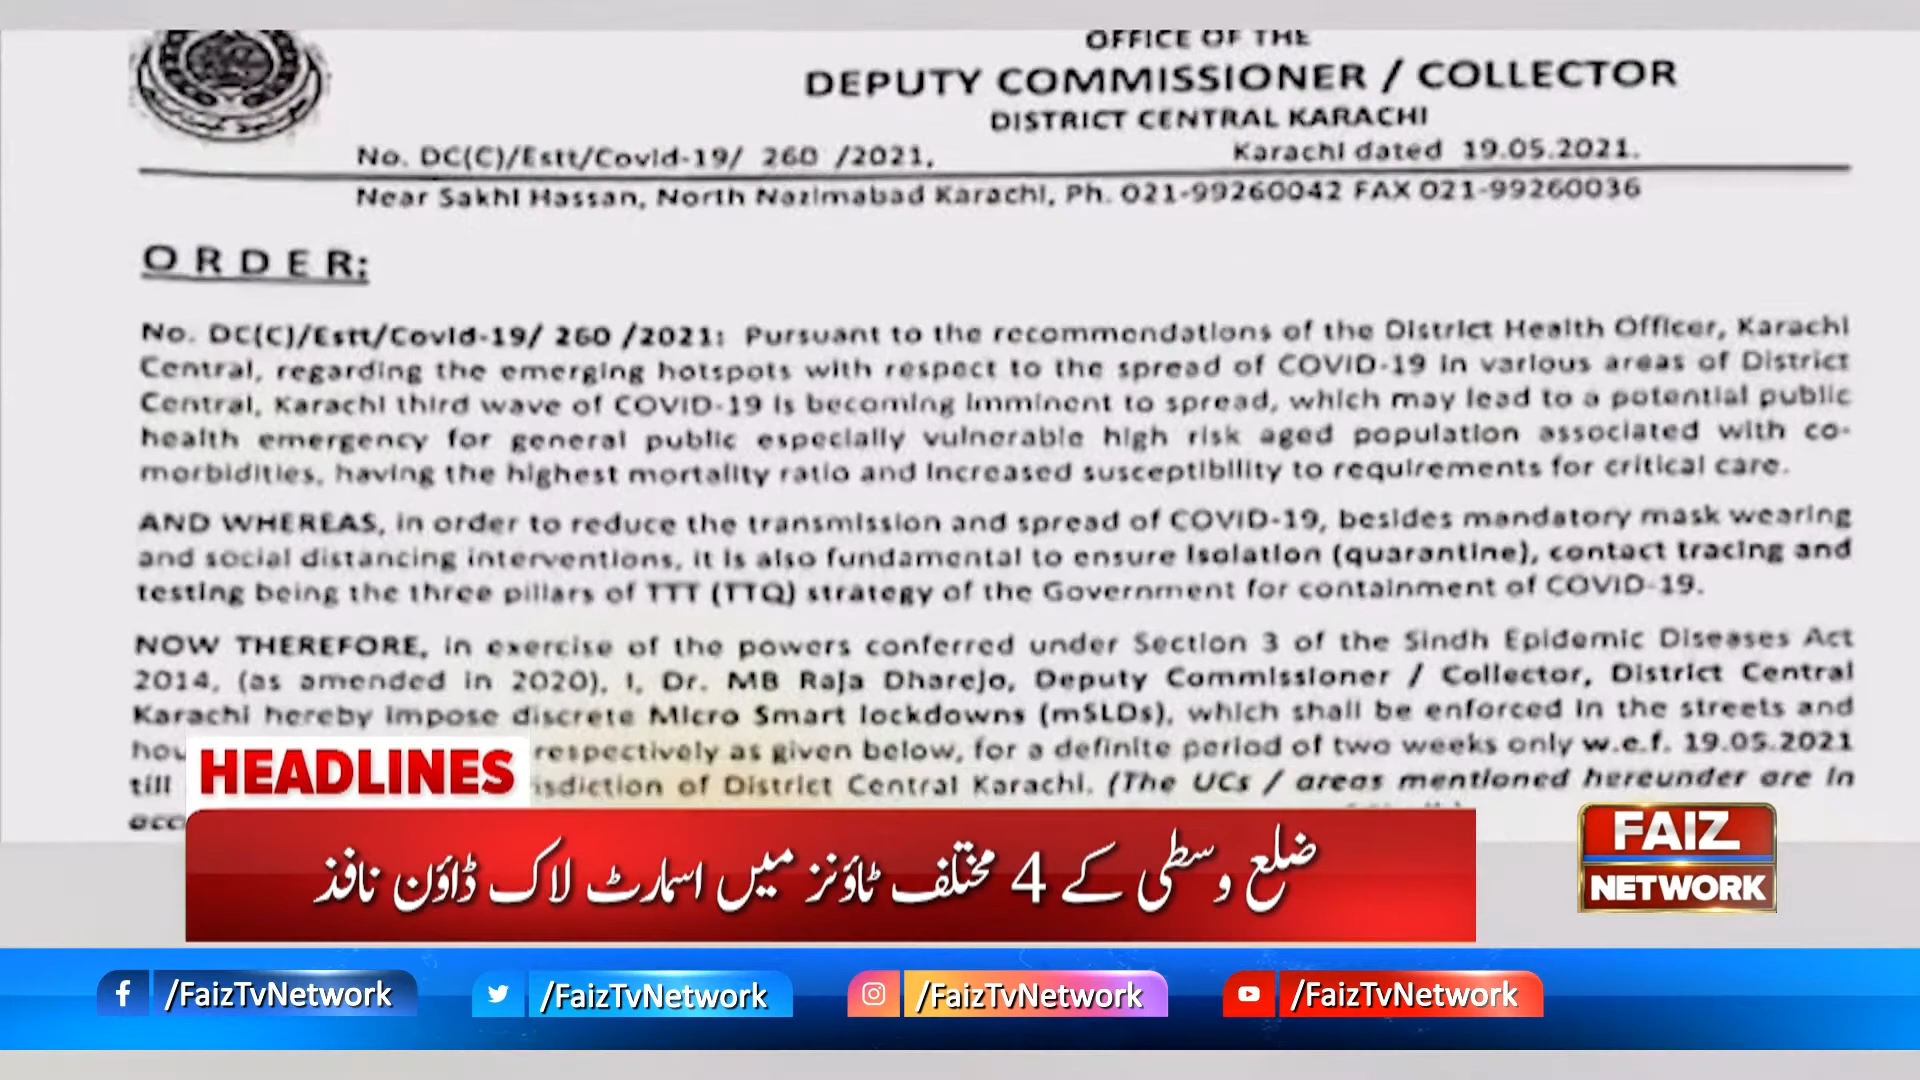 OFFICE OF THE
DEPUTY COMMISSIONER / COLLECTOR
DISTRICT CENTRAL KARACHI
No. DC(C)/Estt/Covid-19/ 260 /2021, Karachi dated 19.05.2021.
Near Sakhi Hassan, North Nazimabad Karachi, Ph. 021-99260042 FAX 021-99260036
ORDER:
No. DC(C)/Estt/Covid-19/ 260 /2021: Pursuant to the recommendations of the District Health Officer, Karachi
Central, regarding the emerging hotspots with respect to the spread of COVID-19 in various areas of District
Central, Karachi third wave of COVID-19 is becoming imminent to spread, which may lead to a potential public
health emergency for general public especially vulnerable high risk aged population associated with co-
morbidities, having the highest mortality ratio and increased susceptibility to requirements for critical care.
AND WHEREAS, in order to reduce the transmission and spread of COVID-19, besides mandatory mask wearing
and social distancing interventions, it is also fundamental to ensure isolation (quarantine), contact tracing and
testing being the three pillars of TTT (TTQ) strategy of the Government for containment of COVID-19.
NOW THEREFORE, in exercise of the powers conferred under Section 3 of the Sindh Epidemic Diseases Act
2014, (as amended in 2020), I, Dr. MB Raja Dharejo, Deputy Commissioner / Collector, District Central
Karachi hereby impose discrete Micro Smart lockdowns (mSLDs), which shall be enforced in the streets and
hou respectively as given below, for a definite period of two weeks only w.e.f. 19.05.2021
till isdiction of District Central Karachi. (The UCs / areas mentioned hereunder are in
acc
HEADLINES
ضلع وسطی کے 4 مختلف ٹاؤنز میں اسمارٹ لاک ڈاؤن نافذ
FAIZ
NETWORK
/FaizTvNetwork /FaizTvNetwork /FaizTvNetwork /FaizTvNetwork